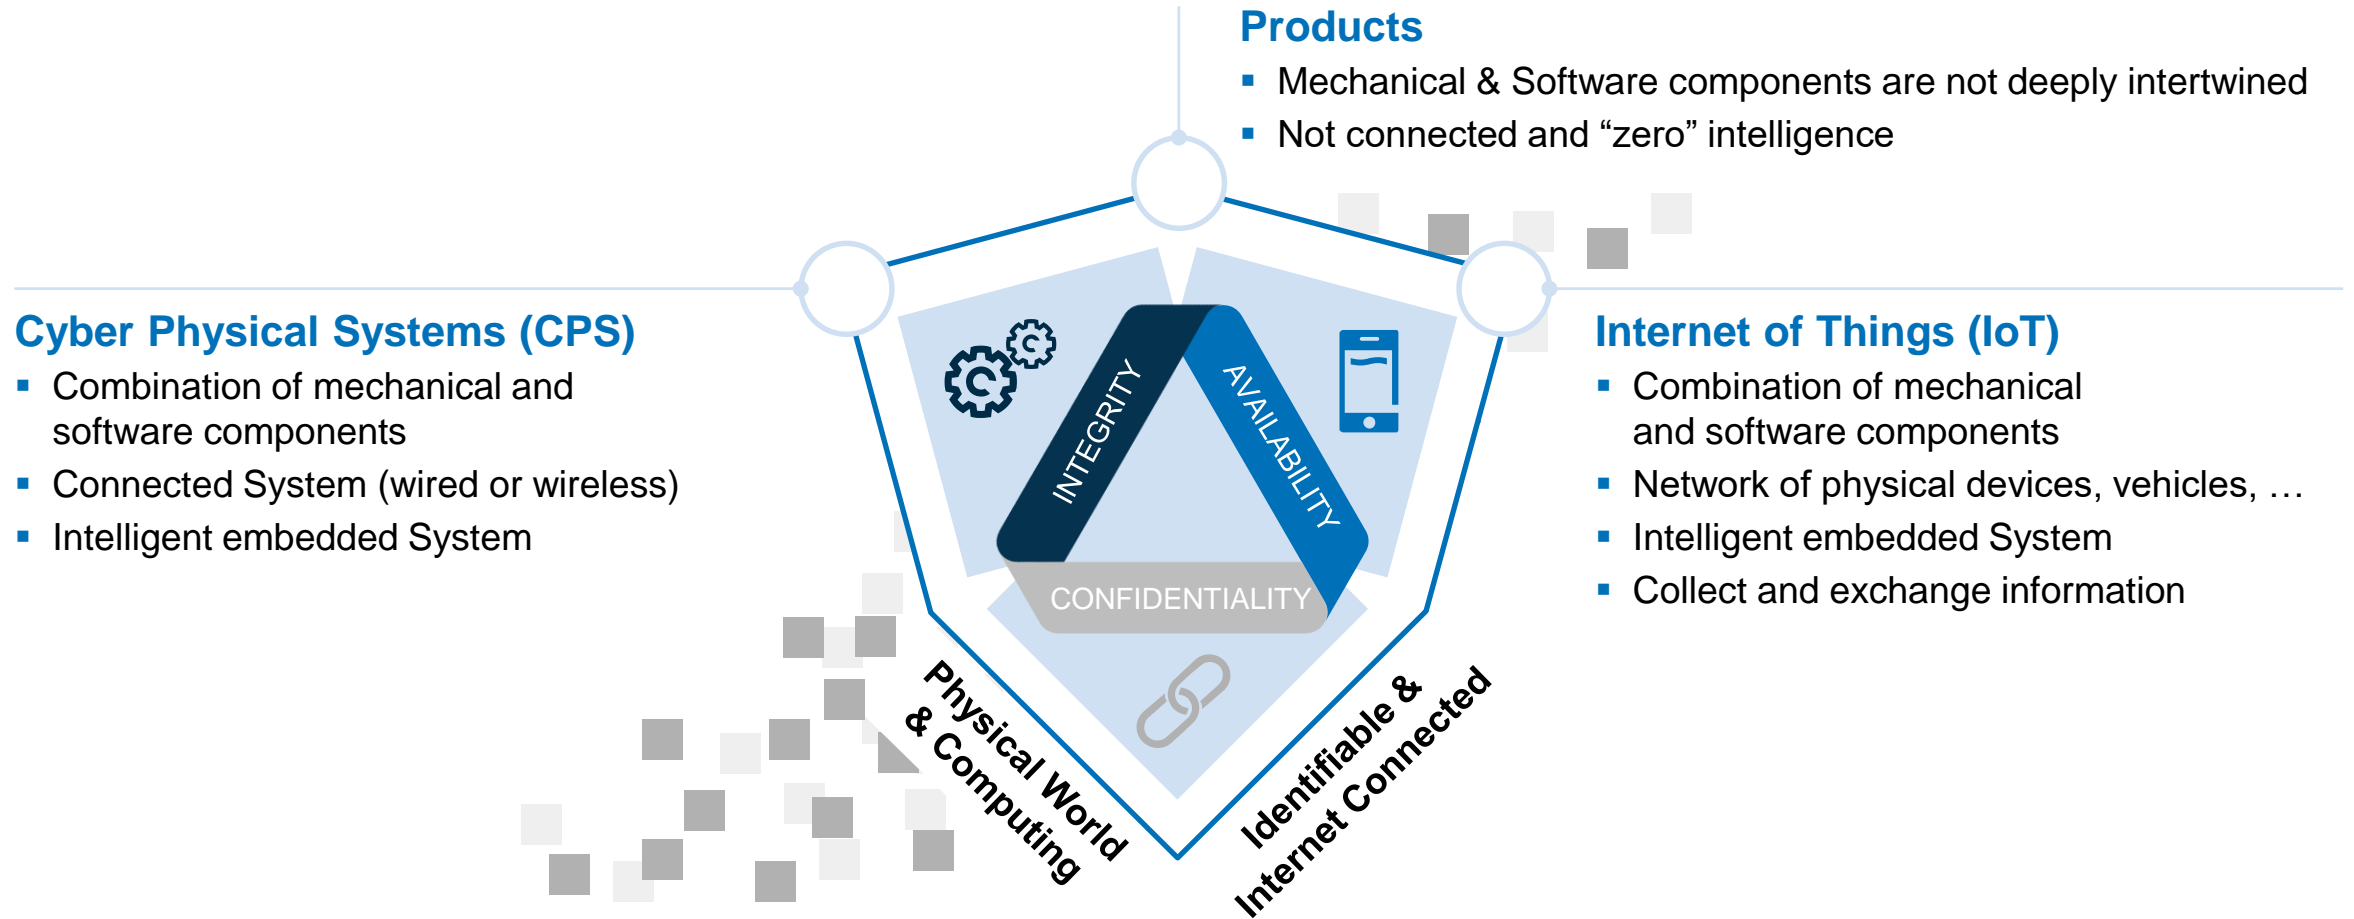 Products
▪ Mechanical & Software components are not deeply intertwined
▪ Not connected and “zero” intelligence
Cyber Physical Systems (CPS)
▪ Combination of mechanical and
software components
▪ Connected System (wired or wireless)
▪ Intelligent embedded System
INTEGRITY
AVAILABILITY
CONFIDENTIALITY
Internet of Things (IoT)
▪ Combination of mechanical
and software components
▪ Network of physical devices, vehicles, …
▪ Intelligent embedded System
▪ Collect and exchange information
Physical World
& Computing
Identifiable &
Internet Connected